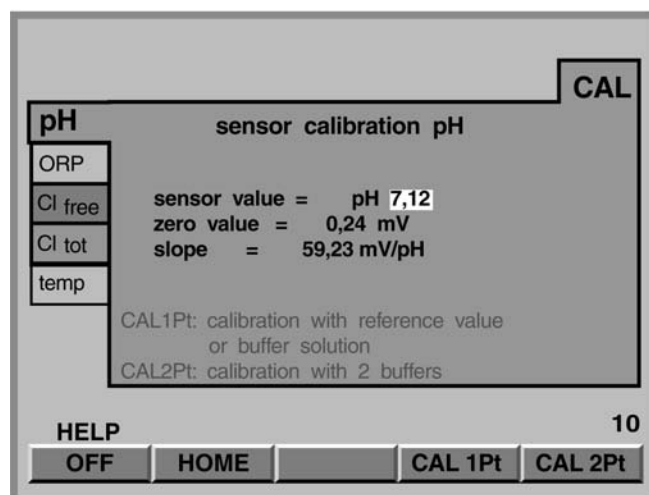 CAL
pH
sensor calibration pH
ORP
Cl free
Cl tot
temp
sensor value = pH 7,12
zero value = 0,24 mV
slope = 59,23 mV/pH
CAL1Pt: calibration with reference value
or buffer solution
CAL2Pt: calibration with 2 buffers
HELP
10
OFF
HOME
CAL 1Pt
CAL 2Pt